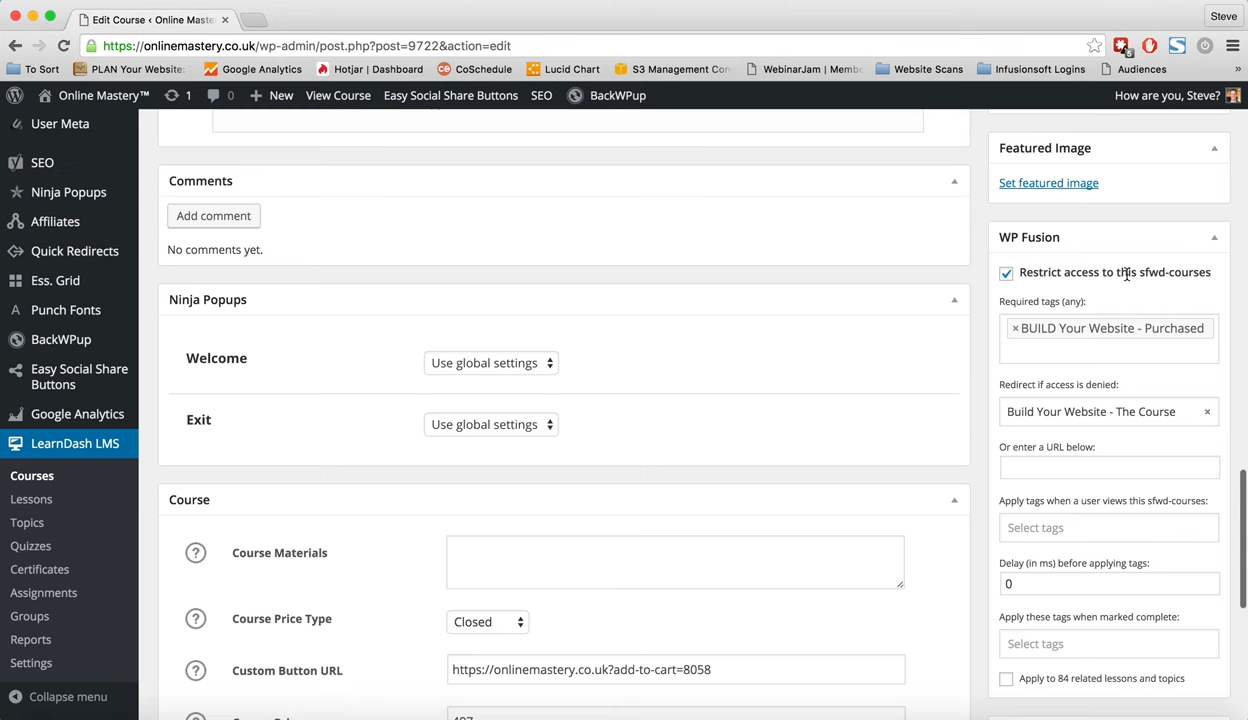 Edit Course ‹ Online Maste
Steve
https://onlinemastery.co.uk/wp-admin/post.php?post=9722&action=edit
To Sort
PLAN Your Website:
Google Analytics
Hotjar | Dashboard
CoSchedule
Lucid Chart
S3 Management Con
WebinarJam | Memb
Website Scans
Infusionsoft Logins
Audiences
»
Online Mastery™
1
0
New
View Course
Easy Social Share Buttons
SEO
BackWPup
How are you, Steve?
User Meta
SEO
Ninja Popups
Affiliates
Quick Redirects
Ess. Grid
Punch Fonts
BackWPup
Easy Social Share
Buttons
Google Analytics
LearnDash LMS
Courses
Lessons
Topics
Quizzes
Certificates
Assignments
Groups
Reports
Settings
Collapse menu
Comments
Add comment
No comments yet.
Ninja Popups
Welcome
Use global settings
Exit
Use global settings
Course
? Course Materials
? Course Price Type
Closed
? Custom Button URL
https://onlinemastery.co.uk?add-to-cart=8058
Featured Image
Set featured image
WP Fusion
Restrict access to this sfwd-courses
Required tags (any):
×BUILD Your Website - Purchased
Redirect if access is denied:
Build Your Website - The Course ×
Or enter a URL below:
Apply tags when a user views this sfwd-courses:
Select tags
Delay (in ms) before applying tags:
0
Apply these tags when marked complete:
Select tags
Apply to 84 related lessons and topics